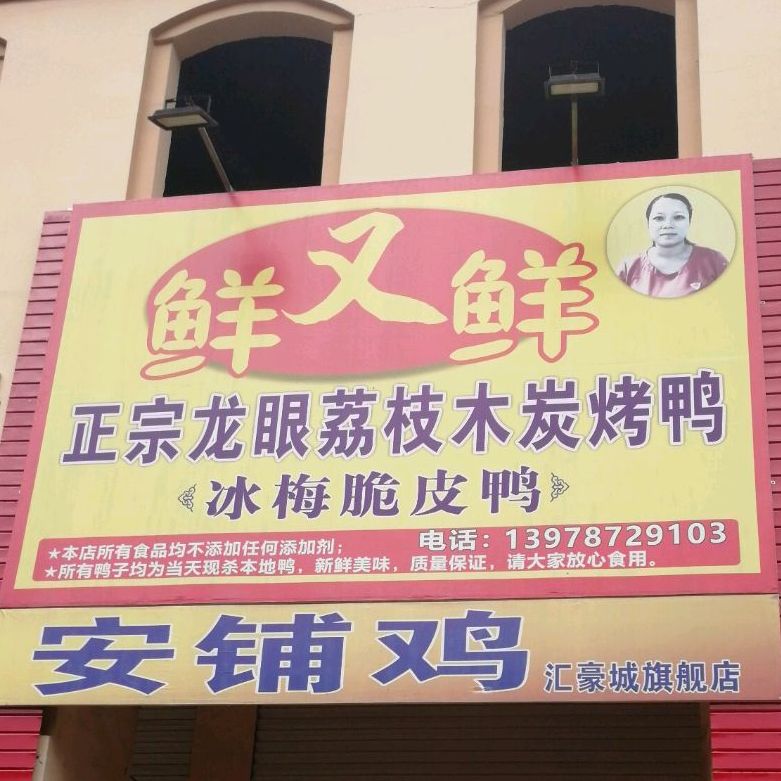 鲜又鲜
正宗龙眼荔枝木炭烤鸭
冰梅脆皮鸭
电话：13978729103
★本店所有食品均不添加任何添加剂；
★所有鸭子均为当天现杀本地鸭，新鲜美味，质量保证，请大家放心食用。
安铺鸡
汇豪城旗舰店